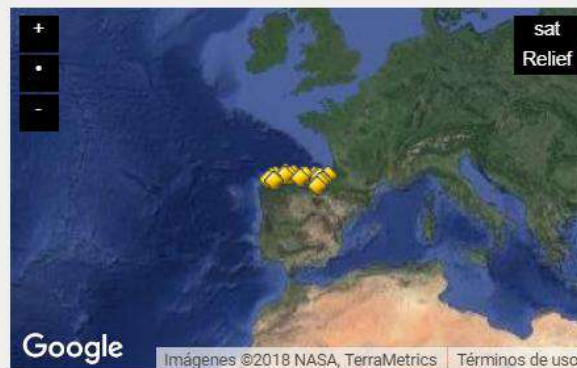 +
sat
•
Relief
-
Google
Imágenes ©2018 NASA, TerraMetrics
Términos de uso